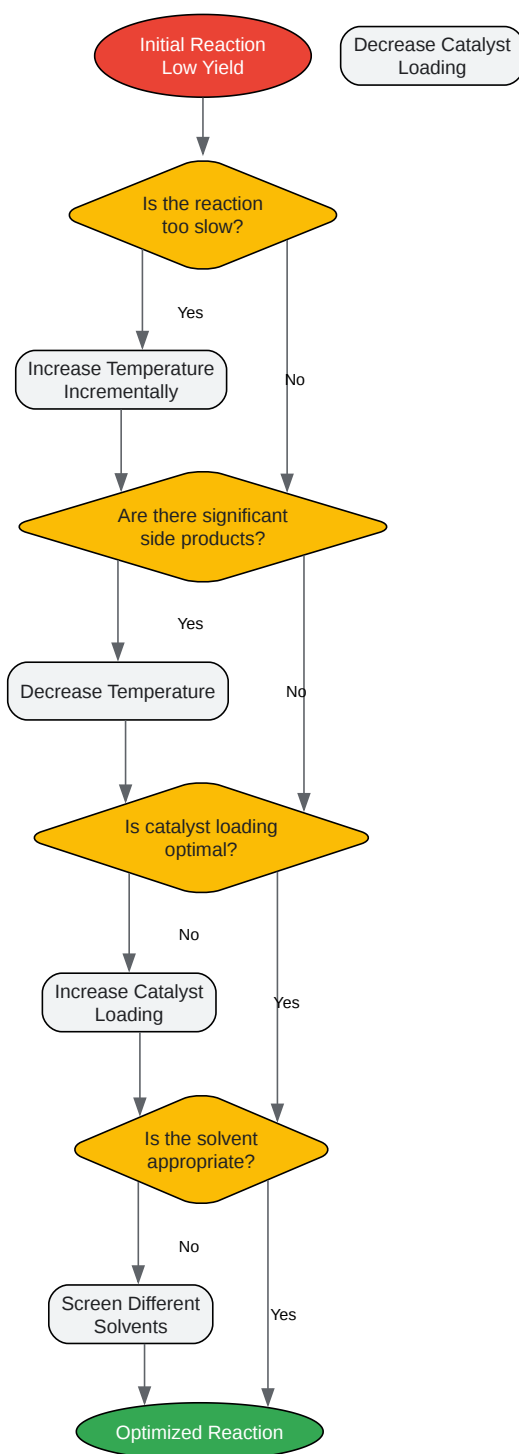 Initial Reaction
Low Yield
Decrease Catalyst
Loading
Is the reaction
too slow?
Yes
Increase Temperature
Incrementally
No
Are there significant
side products?
Yes
Decrease Temperature
No
Is catalyst loading
optimal?
No
Increase Catalyst
Loading
Yes
Is the solvent
appropriate?
No
Screen Different
Solvents
Yes
Optimized Reaction